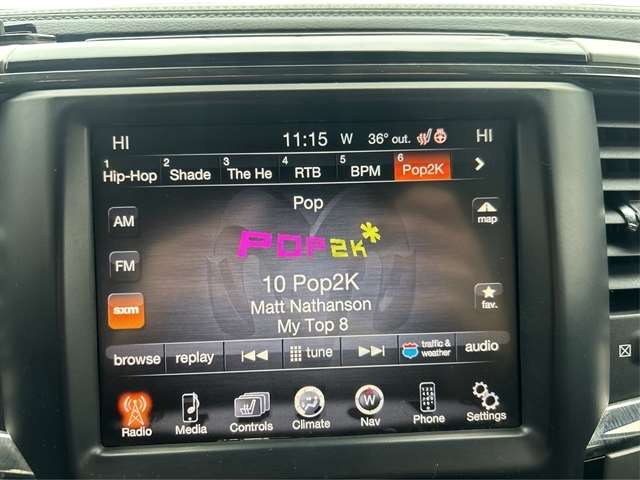 HI 11:15 W 36° out. HI
1 Hip-Hop 2 Shade 3 The He 4 RTB 5 BPM 6 Pop2K
AM
Pop
map
POP2K*
FM
10 Pop2K
Matt Nathanson
My Top 8
sxm
fav.
browse replay tune traffic & weather audio
Radio Media Controls Climate W Nav Phone Settings